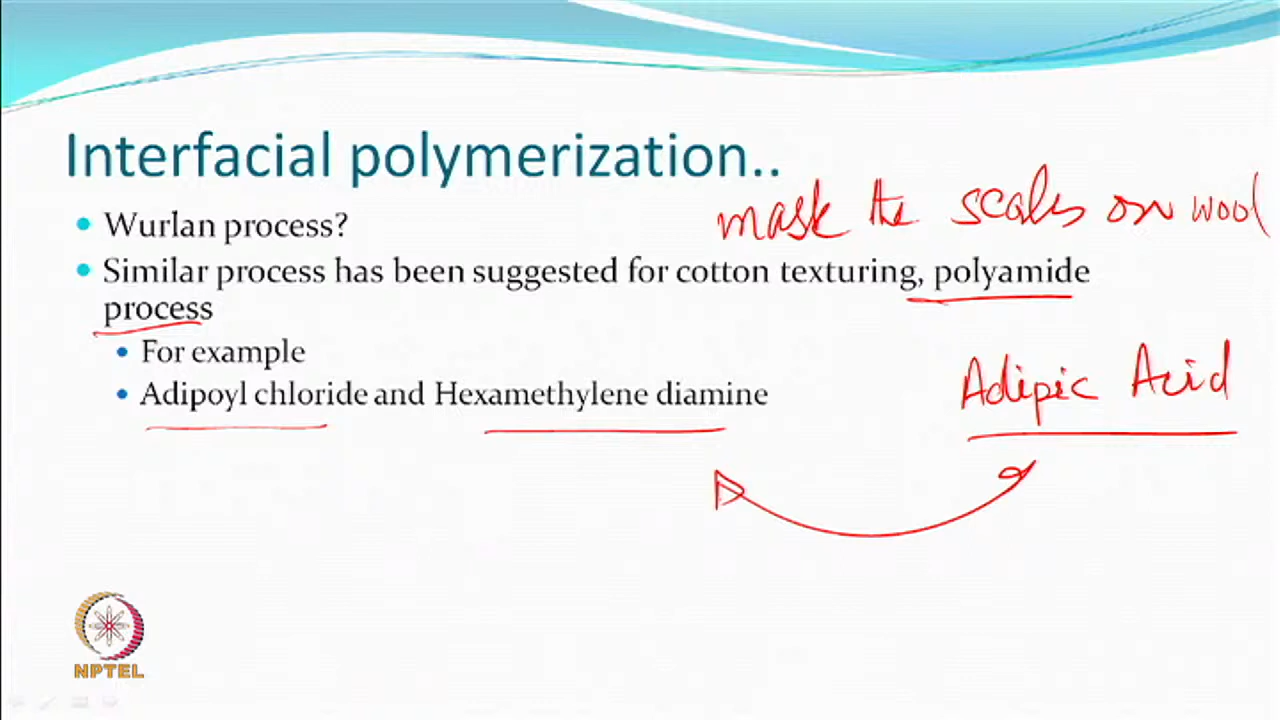 Interfacial polymerization..
mask the scales on wool
Wurlan process?
Similar process has been suggested for cotton texturing, polyamide
process
For example
Adipic Acid
Adipoyl chloride and Hexamethylene diamine
NPTEL